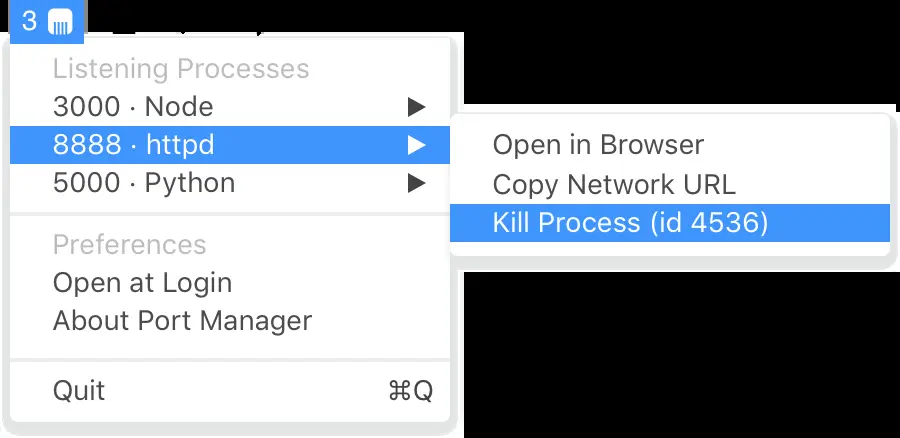 3
Listening Processes
3000 · Node ▶
8888 · httpd ▶
5000 · Python ▶
Open in Browser
Copy Network URL
Kill Process (id 4536)
Preferences
Open at Login
About Port Manager
Quit ⌘Q